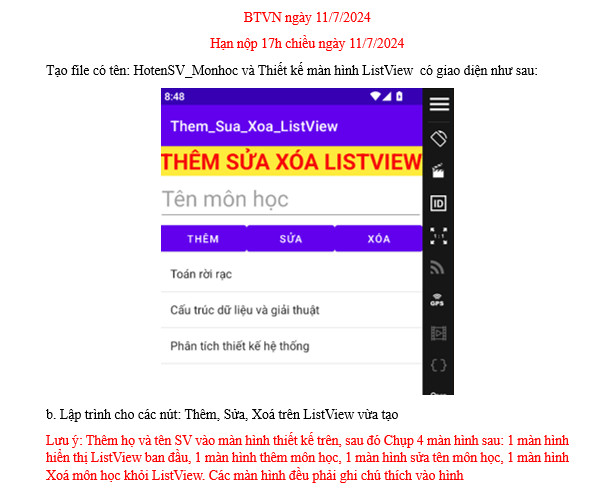 BTVN ngày 11/7/2024
Hạn nộp 17h chiều ngày 11/7/2024
Tạo file có tên: HotenSV_Monhoc và Thiết kế màn hình ListView có giao diện như sau:
8:48
Them_Sua_Xoa_ListView
THÊM SỬA XÓA LISTVIEW
Tên môn học
THÊM SỬA XÓA
Toán rời rạc
Cấu trúc dữ liệu và giải thuật
Phân tích thiết kế hệ thống
ID
1:1
GPS
b. Lập trình cho các nút: Thêm, Sửa, Xoá trên ListView vừa tạo
Lưu ý: Thêm họ và tên SV vào màn hình thiết kế trên, sau đó Chụp 4 màn hình sau: 1 màn hình
hiển thị ListView ban đầu, 1 màn hình thêm môn học, 1 màn hình sửa tên môn học, 1 màn hình
Xoá môn học khỏi ListView. Các màn hình đều phải ghi chú thích vào hình